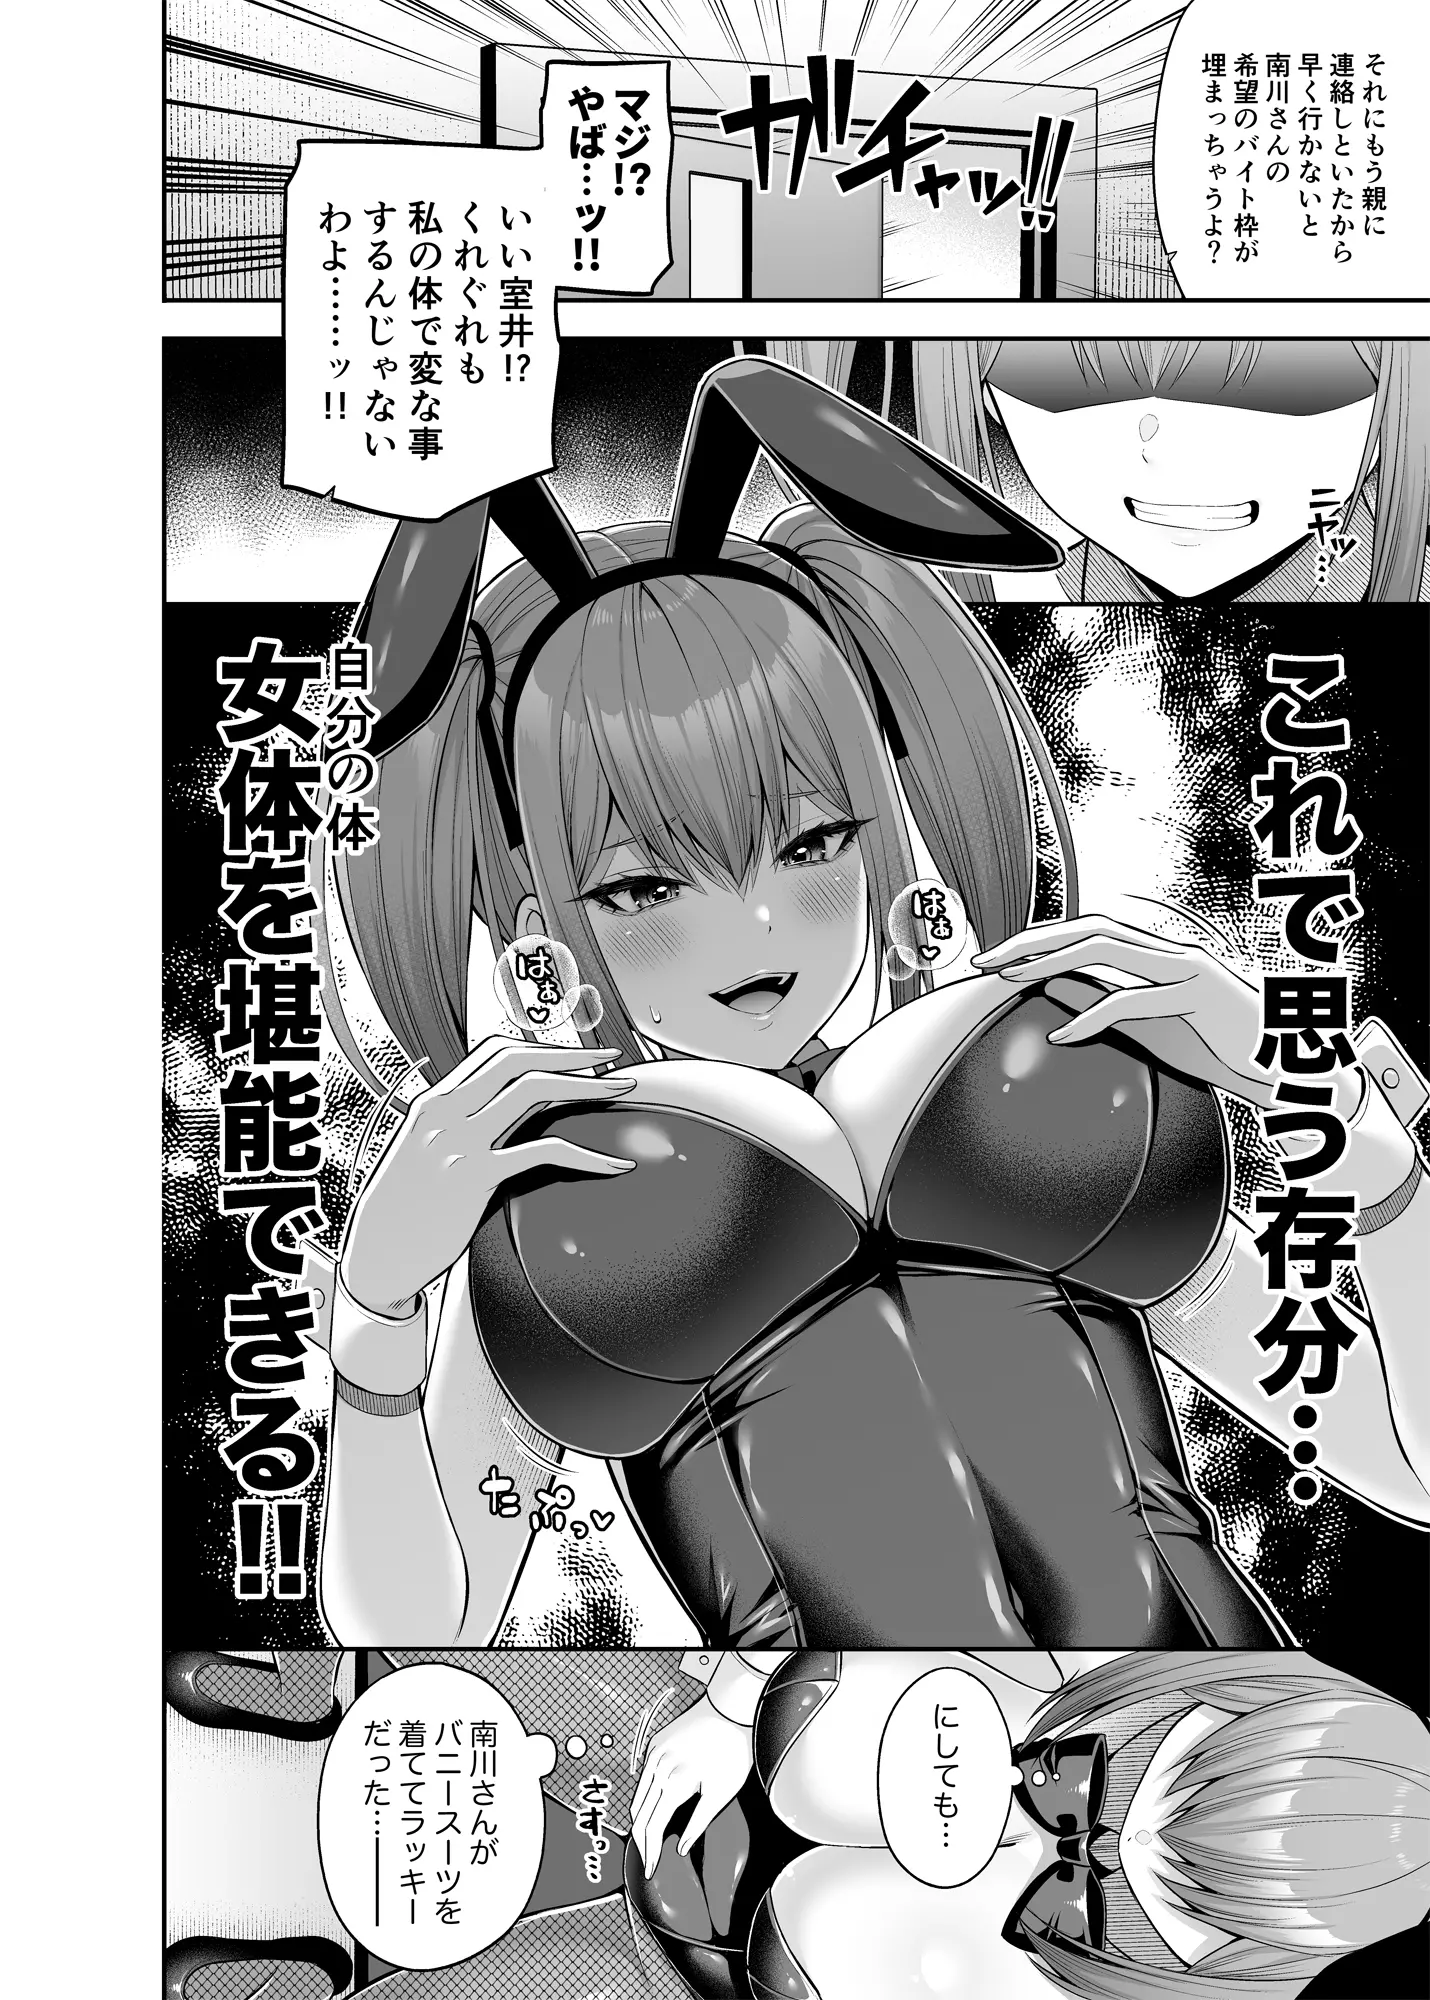 それにもう親に
連絡しといたから
早く行かないと
南川さんの
希望のバイト枠が
埋まっちゃうよ?
ガチャッ!!
マジ!?
やば…ッ!!
いい室井!?
くれぐれも
私の体で変な事
するんじゃない
わよ……ッ!!
ニヤッ…
これで思う存分…
自分の体
女体を堪能できる!!
はぁ♡
はぁ♡
たぷっ♡
にしても…
さすっ…
南川さんが
バニースーツを
着ててラッキー
だった…――